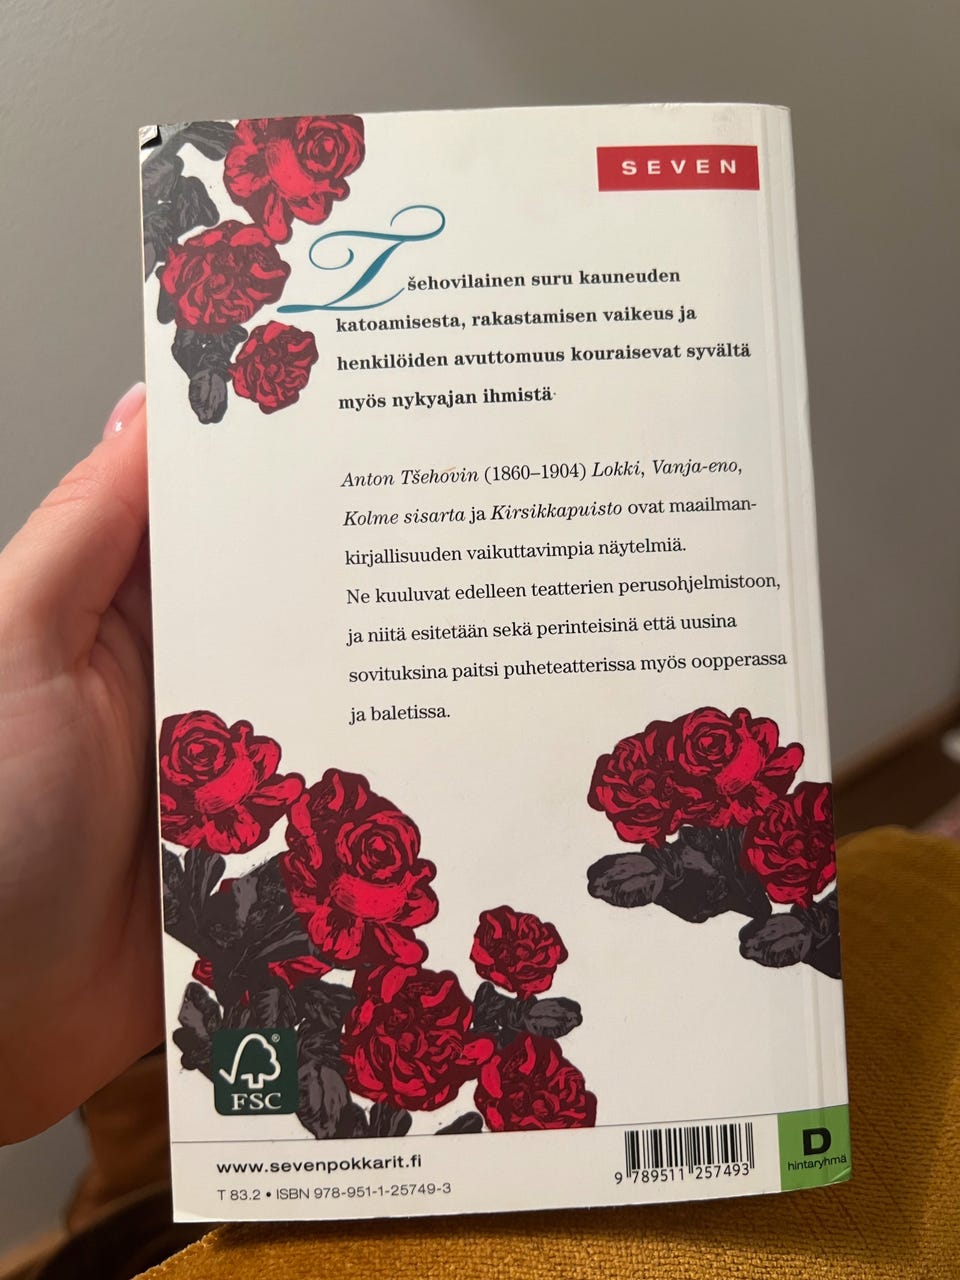 SEVEN
Tšehovilainen suru kauneuden
katoamisesta, rakastamisen vaikeus ja
henkilöiden avuttomuus kouraisevat syvältä
myös nykyajan ihmistä.
Anton Tšehovin (1860–1904) Lokki, Vanja-eno,
Kolme sisarta ja Kirsikkapuisto ovat maailman-
kirjallisuuden vaikuttavimpia näytelmiä.
Ne kuuluvat edelleen teatterien perusohjelmistoon,
ja niitä esitetään sekä perinteisinä että uusina
sovituksina paitsi puheteatterissa myös oopperassa
ja baletissa.
® FSC
www.sevenpokkarit.fi
T 83.2 • ISBN 978-951-1-25749-3
9 789511 257493
D
hintaryhmä